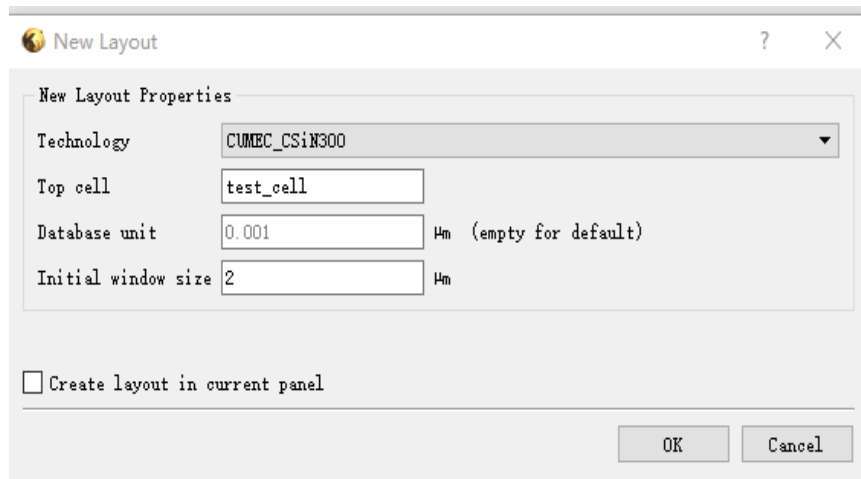 New Layout ?
New Layout Properties
Technology CUMEC_CSiN300
Top cell test_cell
Database unit 0.001 µm (empty for default)
Initial window size 2 µm
Create layout in current panel
OK Cancel